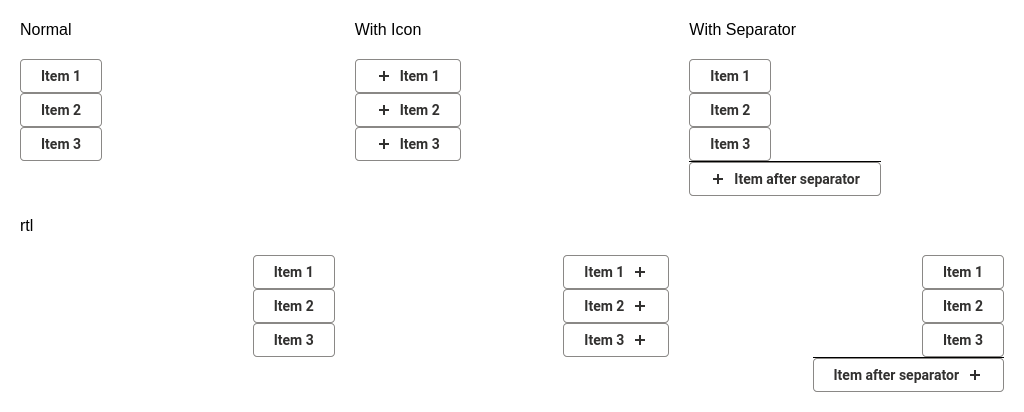 Normal
Item 1
Item 2
Item 3
With Icon
+ Item 1
+ Item 2
+ Item 3
With Separator
Item 1
Item 2
Item 3
+ Item after separator
rtl
Item 1
Item 2
Item 3
Item 1 +
Item 2 +
Item 3 +
Item 1
Item 2
Item 3
Item after separator +